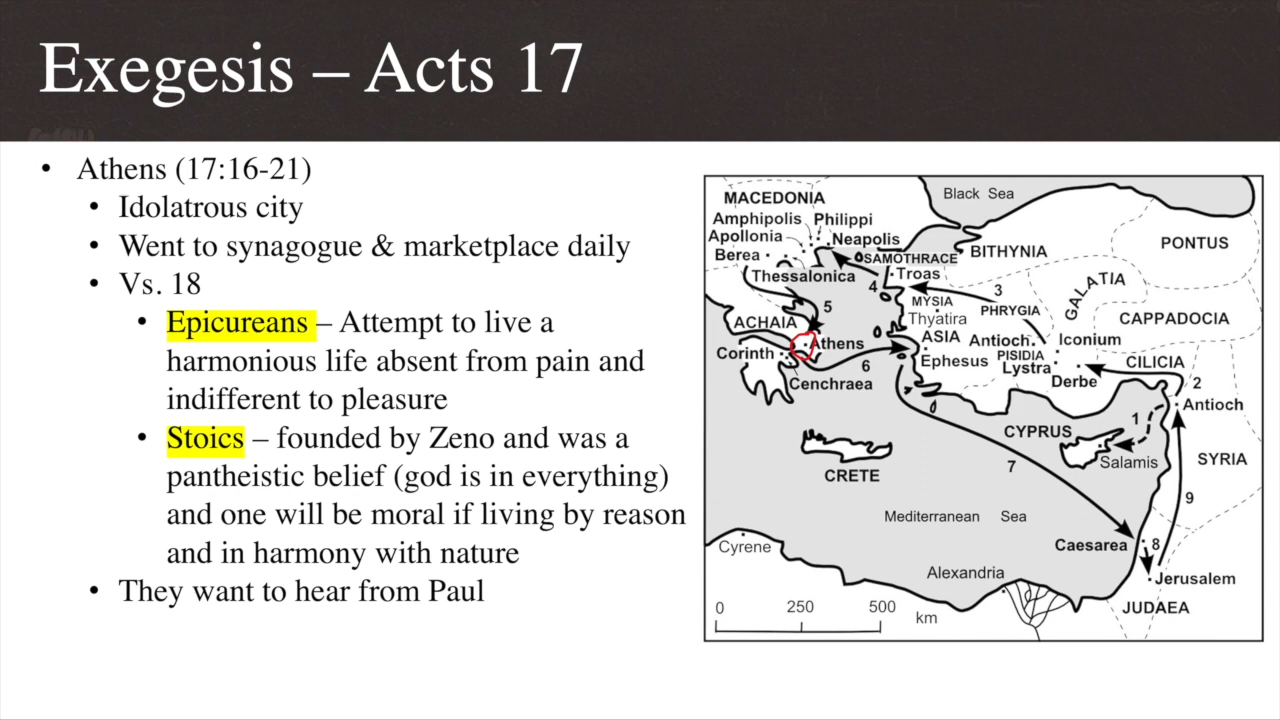 Exegesis – Acts 17
• Athens (17:16-21)
• Idolatrous city
• Went to synagogue & marketplace daily
• Vs. 18
• Epicureans – Attempt to live a
harmonious life absent from pain and
indifferent to pleasure
• Stoics – founded by Zeno and was a
pantheistic belief (god is in everything)
and one will be moral if living by reason
and in harmony with nature
• They want to hear from Paul
Black Sea
MACEDONIA
Amphipolis
Philippi
Apollonia
Neapolis
Berea
Thessalonica
SAMOTHRACE
Troas
BITHYNIA
PONTUS
4
3
5
MYSIA
PHRYGIA
GALATIA
Thyatira
CAPPADOCIA
ACHAIA
Athens
ASIA
Antioch
Iconium
Corinth
6
Ephesus
PISIDIA
Lystra
CILICIA
Cenchraea
Derbe
2
Antioch
1
CYPRUS
Salamis
SYRIA
7
CRETE
9
Mediterranean Sea
Cyrene
Caesarea
8
Alexandria
Jerusalem
JUDAEA
0
250
500
km